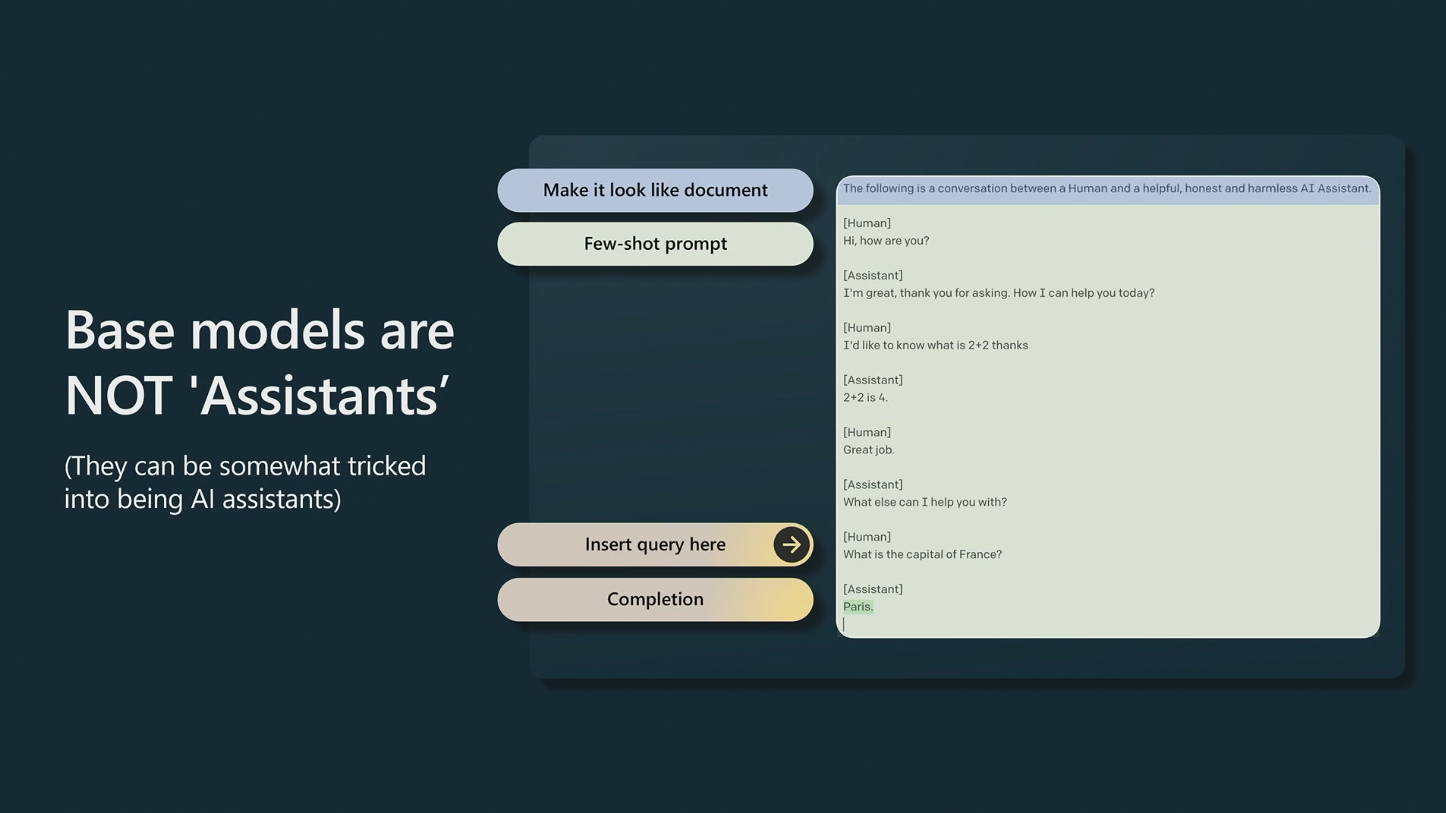 Base models are
NOT 'Assistants’
(They can be somewhat tricked
into being AI assistants)
Make it look like document
Few-shot prompt
Insert query here
Completion
The following is a conversation between a Human and a helpful, honest and harmless AI Assistant.
[Human]
Hi, how are you?
[Assistant]
I'm great, thank you for asking. How I can help you today?
[Human]
I'd like to know what is 2+2 thanks
[Assistant]
2+2 is 4.
[Human]
Great job.
[Assistant]
What else can I help you with?
[Human]
What is the capital of France?
[Assistant]
Paris.